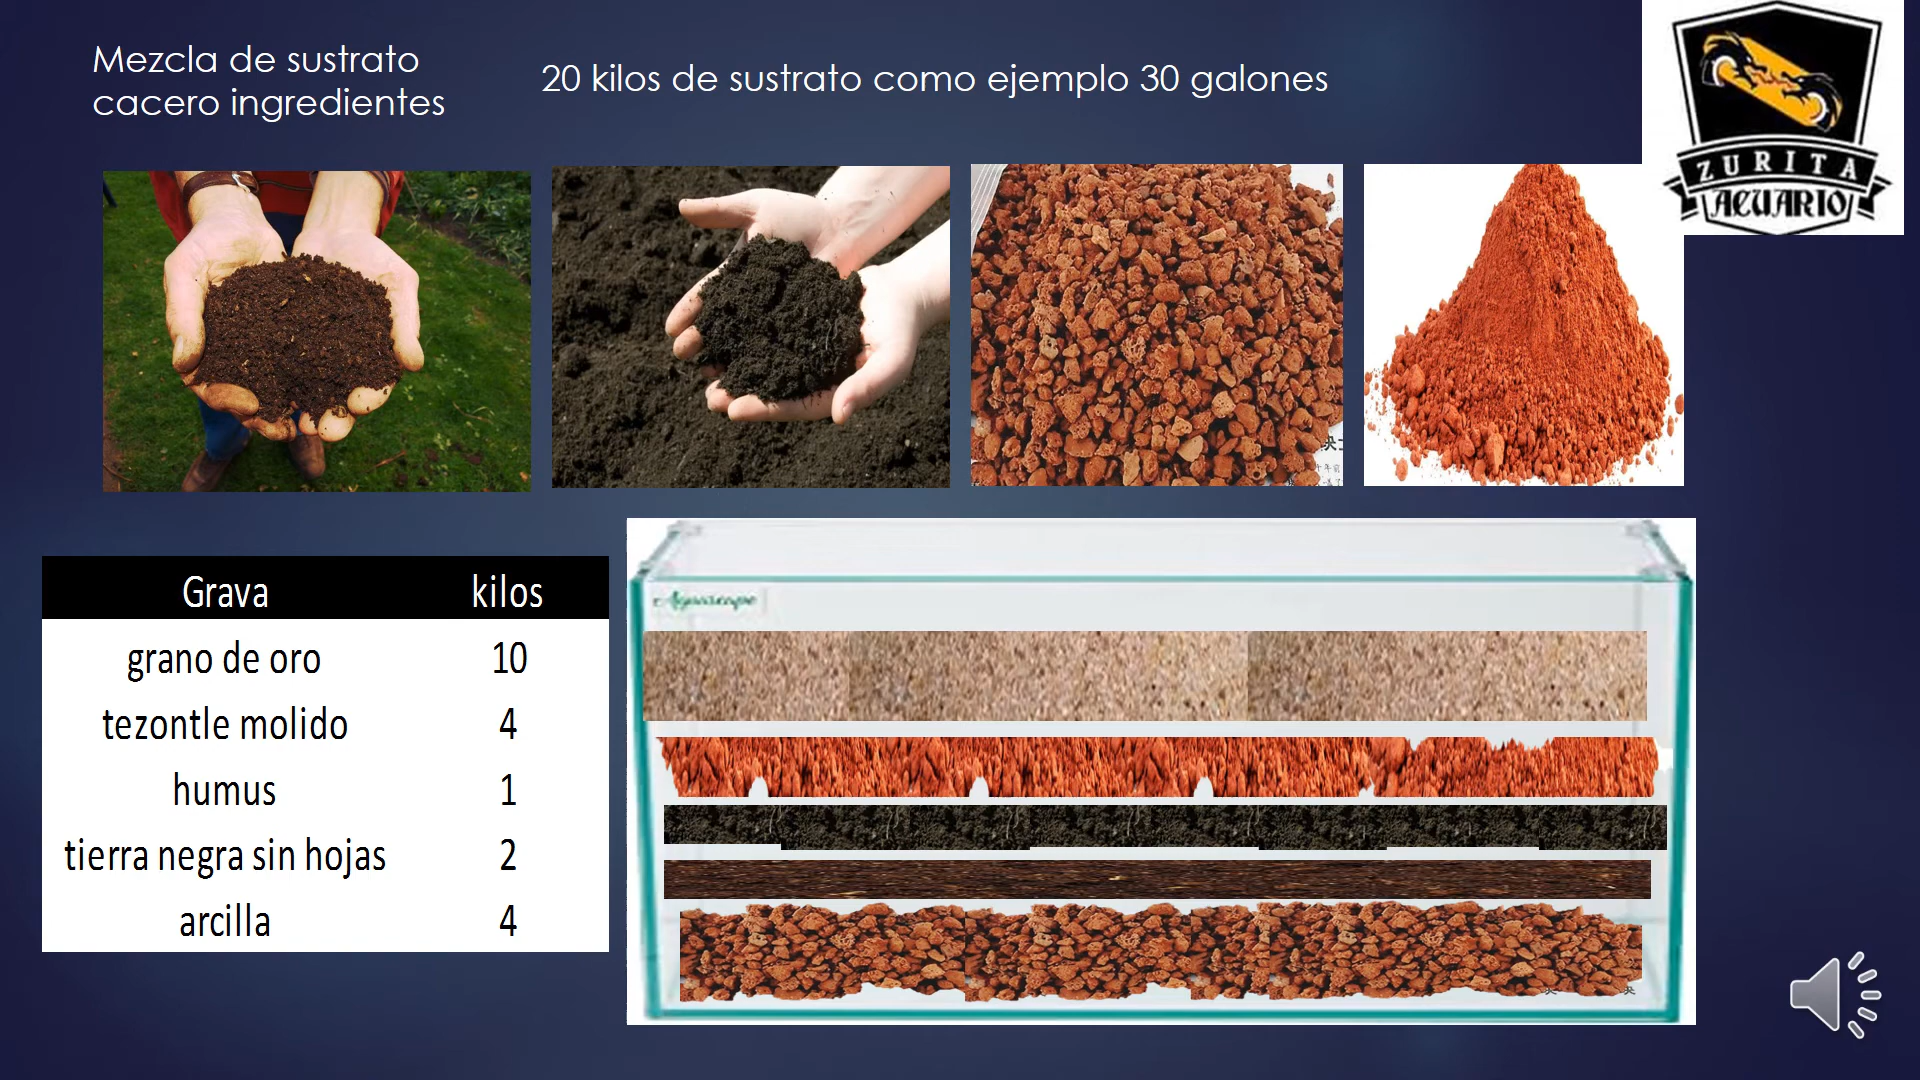 Mezcla de sustrato
cacero ingredientes
20 kilos de sustrato como ejemplo 30 galones
ZURITA
ACUARIO
Grava kilos
grano de oro 10
tezontle molido 4
humus 1
tierra negra sin hojas 2
arcilla 4
Aquascape